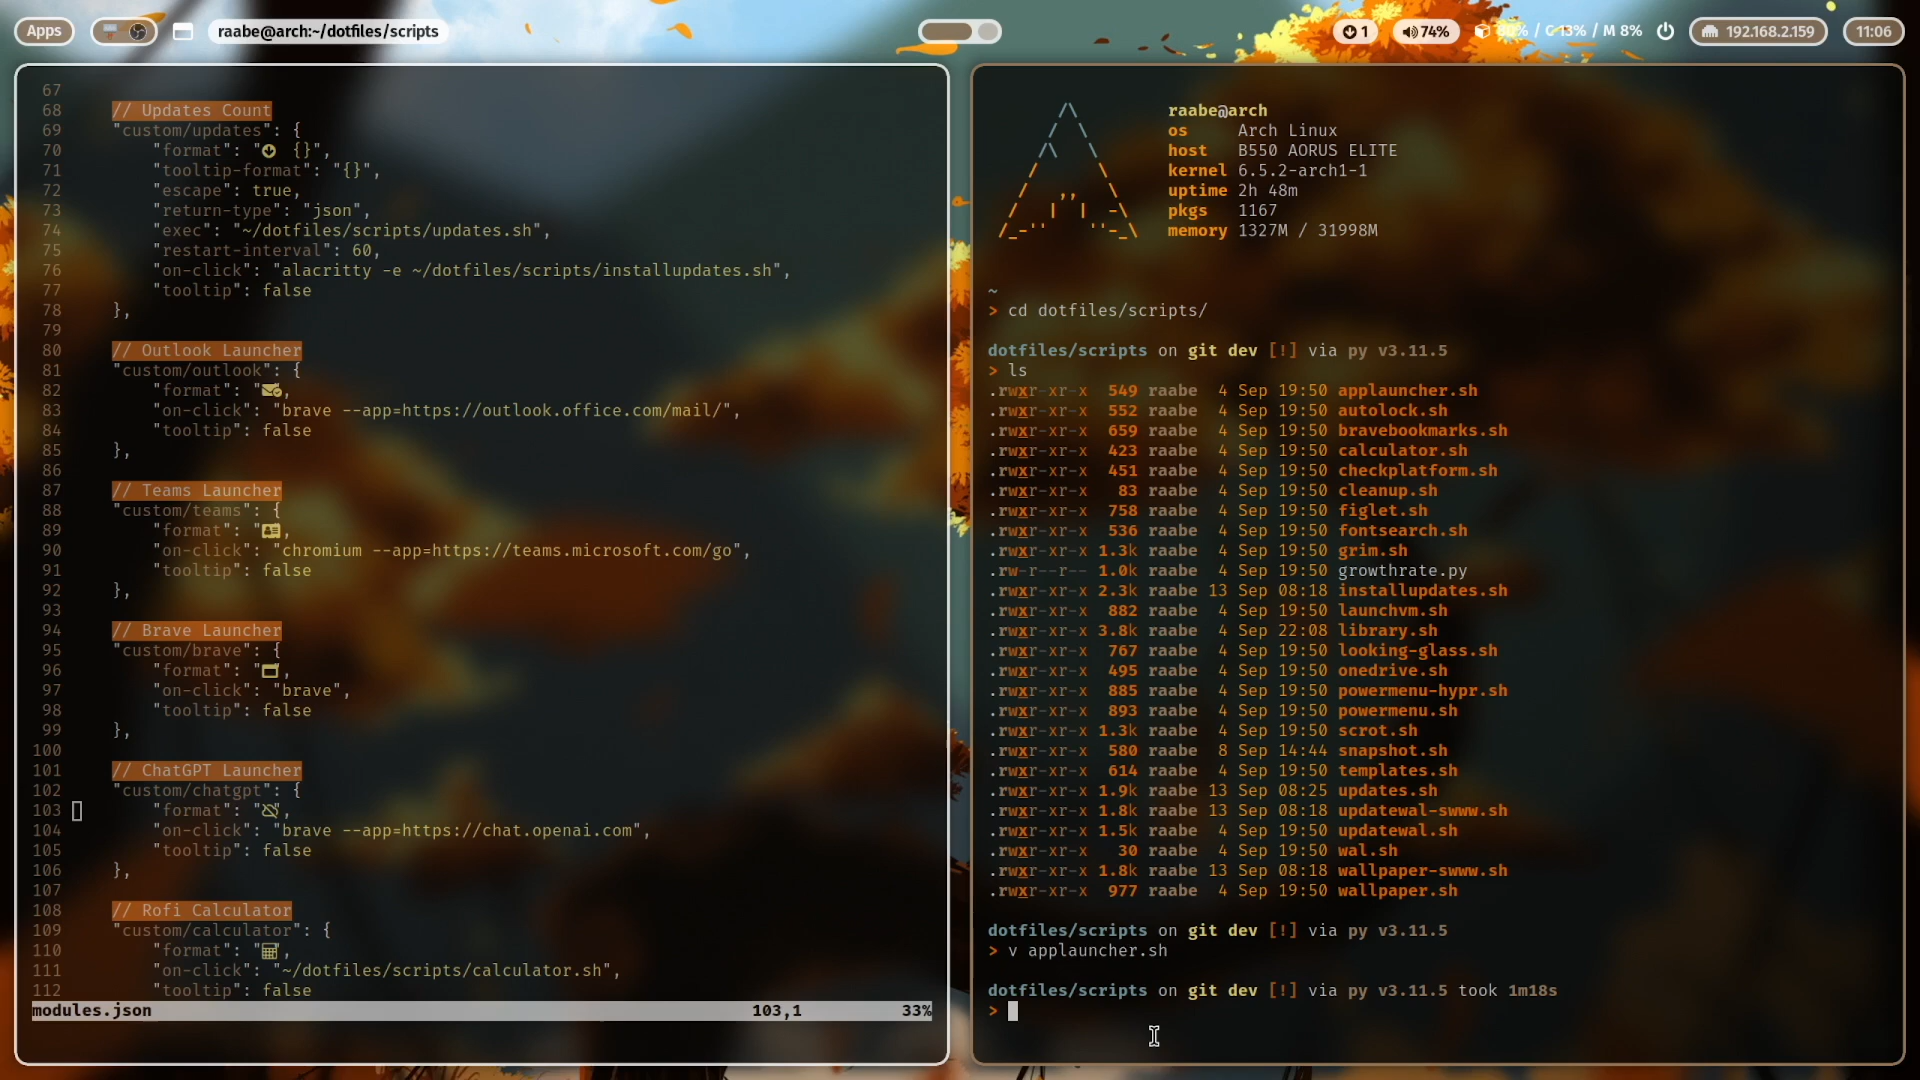 Apps
raabe@arch:~/dotfiles/scripts
1
74%
/ C 13% / M 8%
192.168.2.159
11:06
67
68 // Updates Count
69 "custom/updates": {
70 "format": " {}",
71 "tooltip-format": "{}",
72 "escape": true,
73 "return-type": "json",
74 "exec": "~/dotfiles/scripts/updates.sh",
75 "restart-interval": 60,
76 "on-click": "alacritty -e ~/dotfiles/scripts/installupdates.sh",
77 "tooltip": false
78 },
79
80 // Outlook Launcher
81 "custom/outlook": {
82 "format": "",
83 "on-click": "brave --app=https://outlook.office.com/mail/",
84 "tooltip": false
85 },
86
87 // Teams Launcher
88 "custom/teams": {
89 "format": "",
90 "on-click": "chromium --app=https://teams.microsoft.com/go",
91 "tooltip": false
92 },
93
94 // Brave Launcher
95 "custom/brave": {
96 "format": "",
97 "on-click": "brave",
98 "tooltip": false
99 },
100
101 // ChatGPT Launcher
102 "custom/chatgpt": {
103 "format": "",
104 "on-click": "brave --app=https://chat.openai.com",
105 "tooltip": false
106 },
107
108 // Rofi Calculator
109 "custom/calculator": {
110 "format": "",
111 "on-click": "~/dotfiles/scripts/calculator.sh",
112 "tooltip": false
modules.json 103,1 33%
raabe@arch
os Arch Linux
host B550 AORUS ELITE
kernel 6.5.2-arch1-1
uptime 2h 48m
pkgs 1167
memory 1327M / 31998M
~
> cd dotfiles/scripts/
dotfiles/scripts on git dev [!] via py v3.11.5
> ls
.rwxr-xr-x 549 raabe 4 Sep 19:50 applauncher.sh
.rwxr-xr-x 552 raabe 4 Sep 19:50 autolock.sh
.rwxr-xr-x 659 raabe 4 Sep 19:50 bravebookmarks.sh
.rwxr-xr-x 423 raabe 4 Sep 19:50 calculator.sh
.rwxr-xr-x 451 raabe 4 Sep 19:50 checkplatform.sh
.rwxr-xr-x 83 raabe 4 Sep 19:50 cleanup.sh
.rwxr-xr-x 758 raabe 4 Sep 19:50 figlet.sh
.rwxr-xr-x 536 raabe 4 Sep 19:50 fontsearch.sh
.rwxr-xr-x 1.3k raabe 4 Sep 19:50 grim.sh
.rw-r--r-- 1.0k raabe 4 Sep 19:50 growthrate.py
.rwxr-xr-x 2.3k raabe 13 Sep 08:18 installupdates.sh
.rwxr-xr-x 882 raabe 4 Sep 19:50 launchvm.sh
.rwxr-xr-x 3.8k raabe 4 Sep 22:08 library.sh
.rwxr-xr-x 767 raabe 4 Sep 19:50 looking-glass.sh
.rwxr-xr-x 495 raabe 4 Sep 19:50 onedrive.sh
.rwxr-xr-x 885 raabe 4 Sep 19:50 powermenu-hypr.sh
.rwxr-xr-x 893 raabe 4 Sep 19:50 powermenu.sh
.rwxr-xr-x 1.3k raabe 4 Sep 19:50 scrot.sh
.rwxr-xr-x 580 raabe 8 Sep 14:44 snapshot.sh
.rwxr-xr-x 614 raabe 4 Sep 19:50 templates.sh
.rwxr-xr-x 1.9k raabe 13 Sep 08:25 updates.sh
.rwxr-xr-x 1.8k raabe 13 Sep 08:18 updatewal-swww.sh
.rwxr-xr-x 1.5k raabe 4 Sep 19:50 updatewal.sh
.rwxr-xr-x 30 raabe 4 Sep 19:50 wal.sh
.rwxr-xr-x 1.8k raabe 13 Sep 08:18 wallpaper-swww.sh
.rwxr-xr-x 977 raabe 4 Sep 19:50 wallpaper.sh
dotfiles/scripts on git dev [!] via py v3.11.5
> v applauncher.sh
dotfiles/scripts on git dev [!] via py v3.11.5 took 1m18s
>